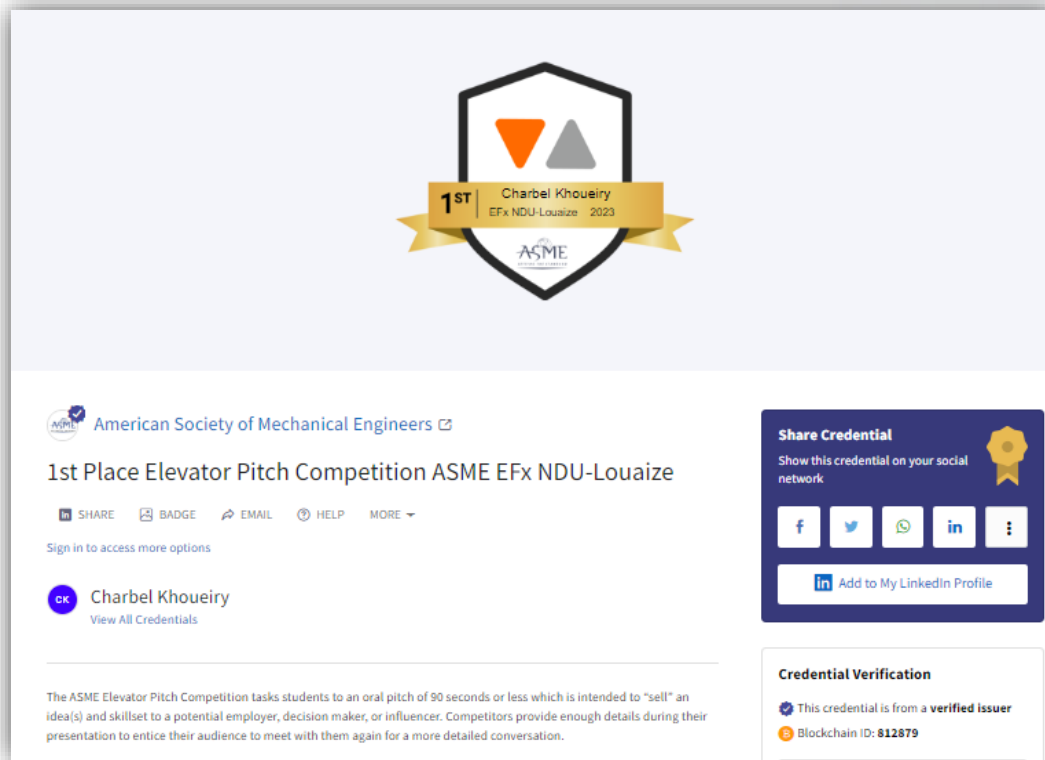 1ST
Charbel Khoueiry
EFx NDU-Louaize 2023
ASME
ASME
American Society of Mechanical Engineers
1st Place Elevator Pitch Competition ASME EFx NDU-Louaize
SHARE BADGE EMAIL HELP MORE
Sign in to access more options
CK
Charbel Khoueiry
View All Credentials
The ASME Elevator Pitch Competition tasks students to an oral pitch of 90 seconds or less which is intended to “sell” an
idea(s) and skillset to a potential employer, decision maker, or influencer. Competitors provide enough details during their
presentation to entice their audience to meet with them again for a more detailed conversation.
Share Credential
Show this credential on your social
network
f in
in Add to My LinkedIn Profile
Credential Verification
This credential is from a verified issuer
Blockchain ID: 812879